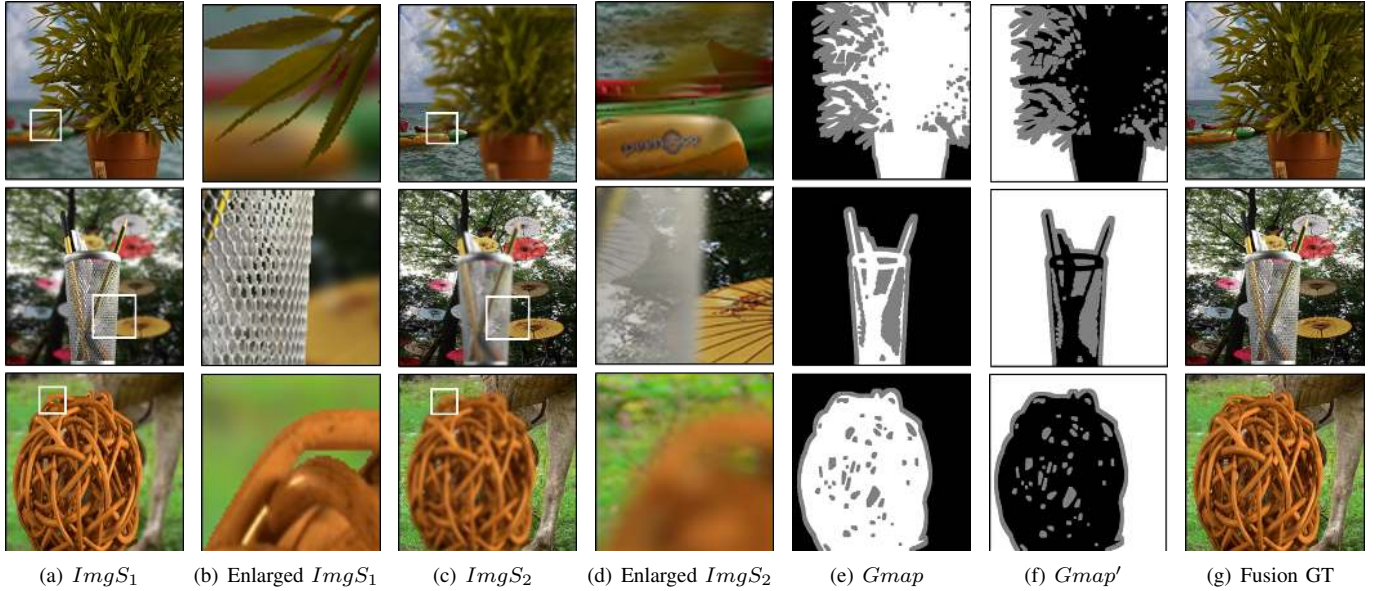 (a) ImgS₁ (b) Enlarged ImgS₁ (c) ImgS₂ (d) Enlarged ImgS₂ (e) Gmap (f) Gmap′ (g) Fusion GT